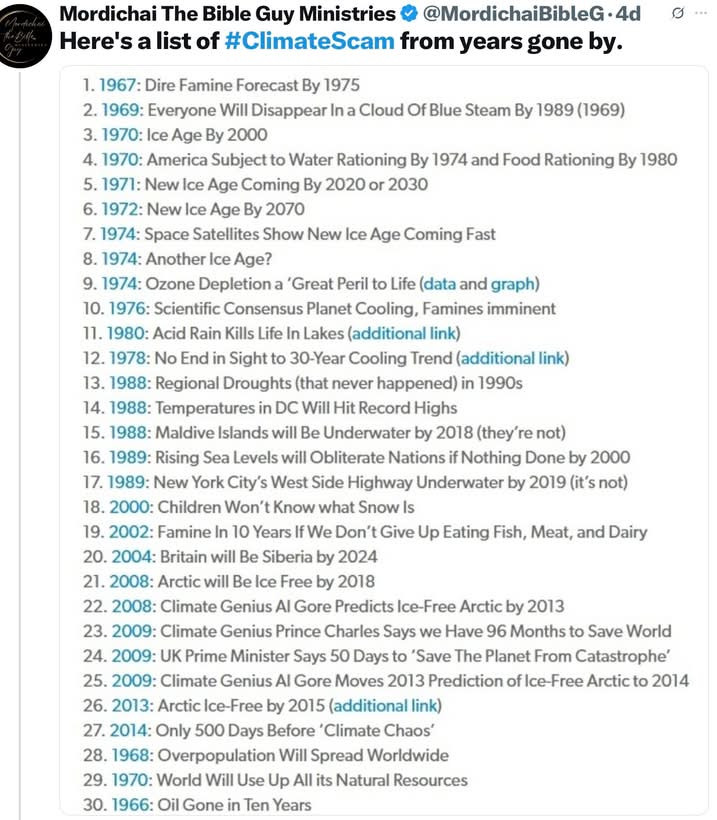 Mordichai The Bible Guy Ministries @MordichaiBibleG · 4d
Here's a list of #ClimateScam from years gone by.
1. 1967: Dire Famine Forecast By 1975
2. 1969: Everyone Will Disappear In a Cloud Of Blue Steam By 1989 (1969)
3. 1970: Ice Age By 2000
4. 1970: America Subject to Water Rationing By 1974 and Food Rationing By 1980
5. 1971: New Ice Age Coming By 2020 or 2030
6. 1972: New Ice Age By 2070
7. 1974: Space Satellites Show New Ice Age Coming Fast
8. 1974: Another Ice Age?
9. 1974: Ozone Depletion a 'Great Peril to Life (data and graph)
10. 1976: Scientific Consensus Planet Cooling, Famines imminent
11. 1980: Acid Rain Kills Life In Lakes (additional link)
12. 1978: No End in Sight to 30-Year Cooling Trend (additional link)
13. 1988: Regional Droughts (that never happened) in 1990s
14. 1988: Temperatures in DC Will Hit Record Highs
15. 1988: Maldive Islands will Be Underwater by 2018 (they're not)
16. 1989: Rising Sea Levels will Obliterate Nations if Nothing Done by 2000
17. 1989: New York City's West Side Highway Underwater by 2019 (it's not)
18. 2000: Children Won't Know what Snow Is
19. 2002: Famine In 10 Years If We Don't Give Up Eating Fish, Meat, and Dairy
20. 2004: Britain will Be Siberia by 2024
21. 2008: Arctic will Be Ice Free by 2018
22. 2008: Climate Genius Al Gore Predicts Ice-Free Arctic by 2013
23. 2009: Climate Genius Prince Charles Says we Have 96 Months to Save World
24. 2009: UK Prime Minister Says 50 Days to 'Save The Planet From Catastrophe'
25. 2009: Climate Genius Al Gore Moves 2013 Prediction of Ice-Free Arctic to 2014
26. 2013: Arctic Ice-Free by 2015 (additional link)
27. 2014: Only 500 Days Before 'Climate Chaos'
28. 1968: Overpopulation Will Spread Worldwide
29. 1970: World Will Use Up All its Natural Resources
30. 1966: Oil Gone in Ten Years